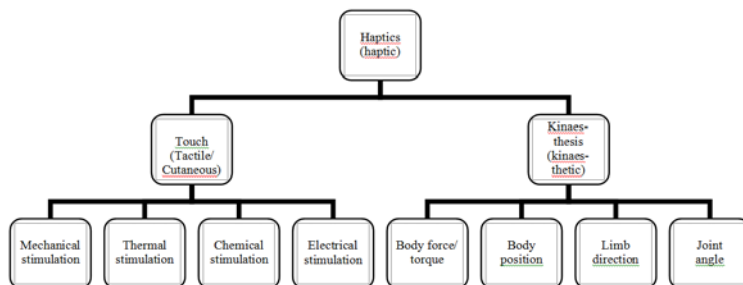 Haptics
(haptic)
Touch
(Tactile/
Cutaneous)
Kinaes-
thesis
(kinaes-
thetic)
Mechanical
stimulation
Thermal
stimulation
Chemical
stimulation
Electrical
stimulation
Body force/
torque
Body
position
Limb
direction
Joint
angle